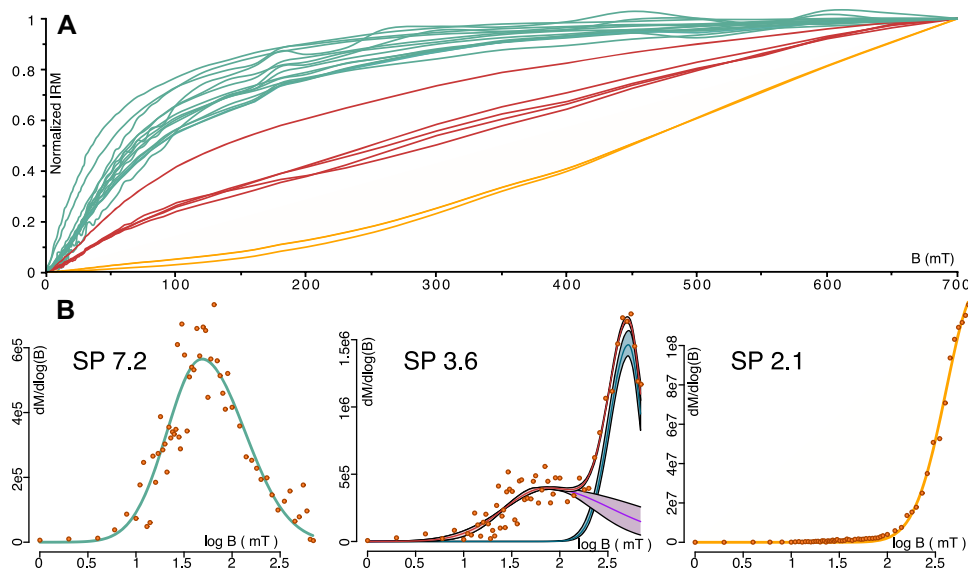 A
1
0.8
0.6
0.4
0.2
0
Normalized IRM
B (mT)
0 100 200 300 400 500 600 700
B
SP 7.2
dM/dlog(B)
6e5
4e5
2e5
0
log B ( mT )
0 0.5 1 1.5 2 2.5
SP 3.6
dM/dlog(B)
15e6
1e6
5e5
0
log B ( mT )
0 0.5 1 1.5 2 2.5
SP 2.1
dM/dlog(B)
1e8
8e7
6e7
4e7
2e7
0
log B ( mT )
0 0.5 1 1.5 2 2.5